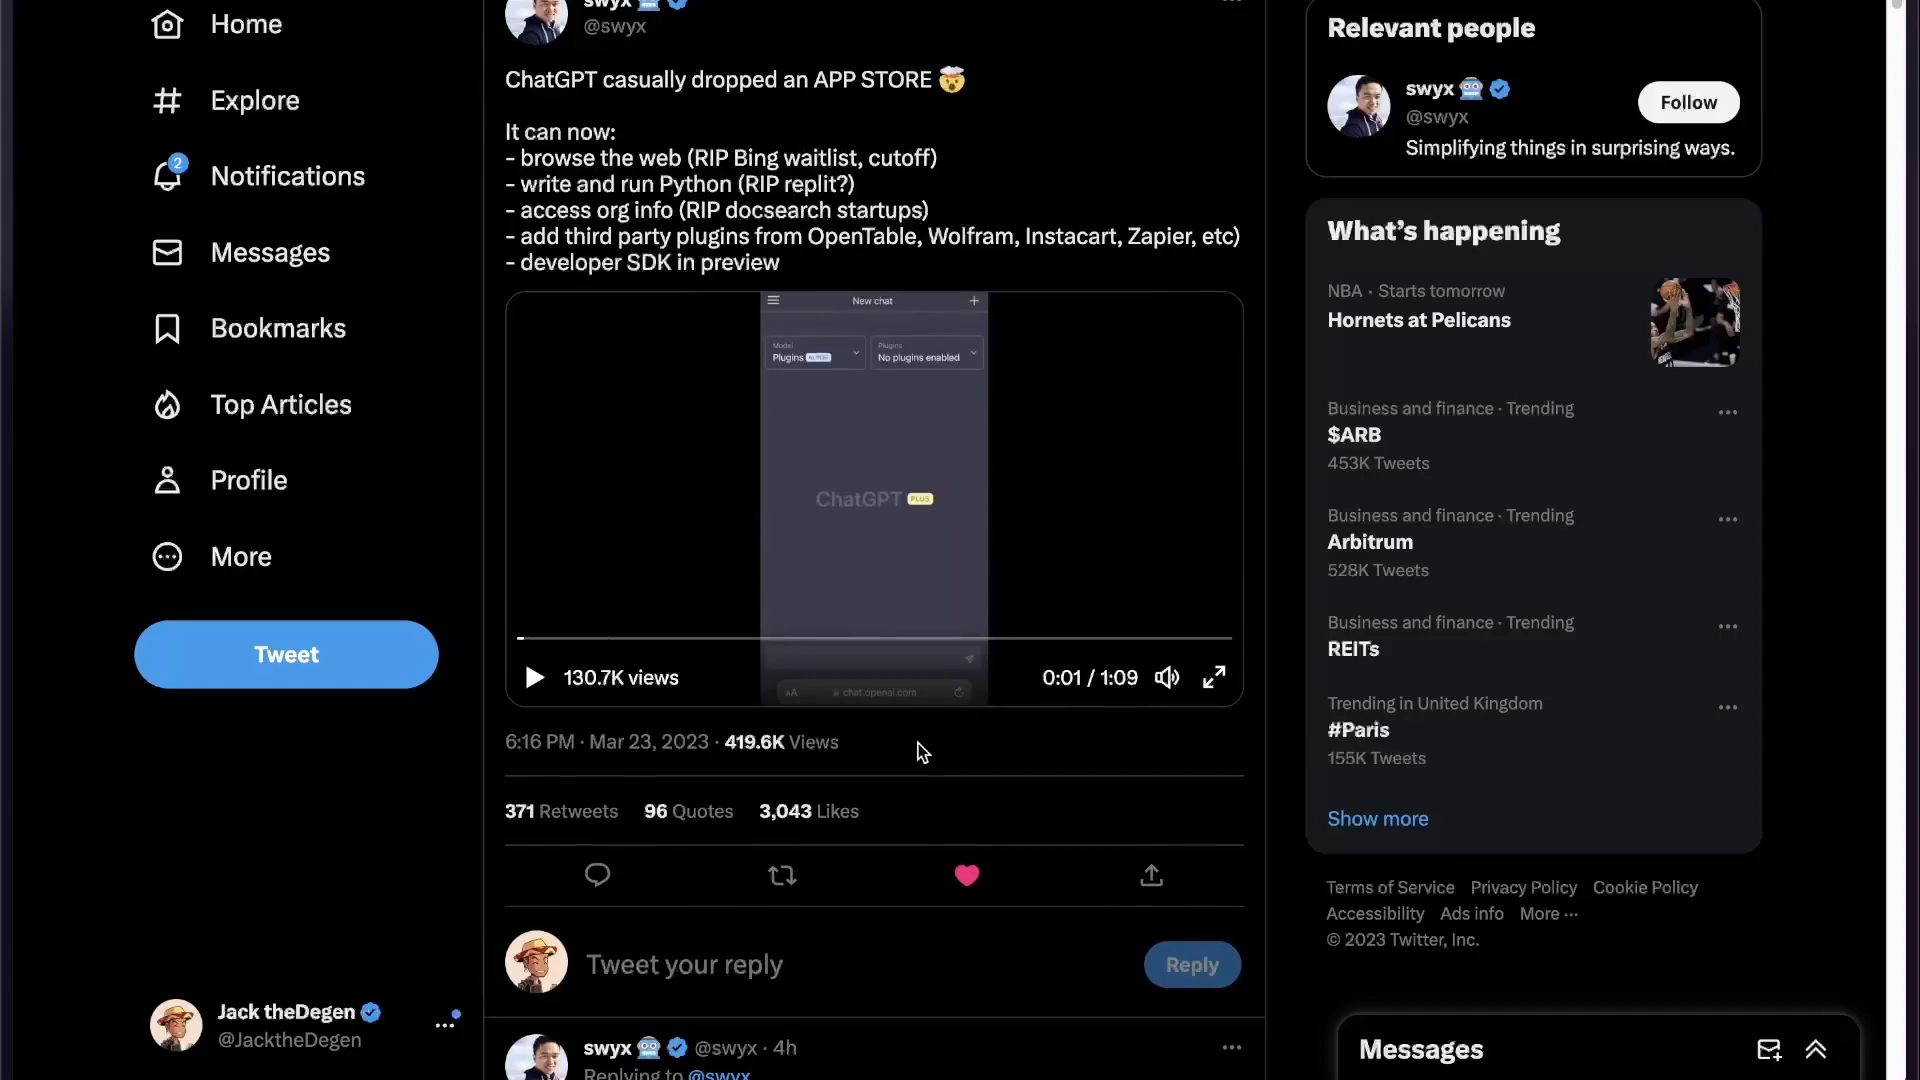 Home
Explore
2
Notifications
Messages
Bookmarks
Top Articles
Profile
More
Tweet
Jack theDegen
@JacktheDegen
swyx
@swyx
ChatGPT casually dropped an APP STORE 🤯
It can now:
- browse the web (RIP Bing waitlist, cutoff)
- write and run Python (RIP replit?)
- access org info (RIP docsearch startups)
- add third party plugins from OpenTable, Wolfram, Instacart, Zapier, etc)
- developer SDK in preview
New chat
Model
Plugins
Plugins
No plugins enabled
ChatGPT PLUS
130.7K views
0:01 / 1:09
AA chat.openai.com
6:16 PM · Mar 23, 2023 · 419.6K Views
371 Retweets 96 Quotes 3,043 Likes
Tweet your reply
Reply
swyx @swyx · 4h
Replying to @swyx
Relevant people
swyx
@swyx
Follow
Simplifying things in surprising ways.
What's happening
NBA · Starts tomorrow
Hornets at Pelicans
Business and finance · Trending
$ARB
453K Tweets
Business and finance · Trending
Arbitrum
528K Tweets
Business and finance · Trending
REITs
Trending in United Kingdom
#Paris
155K Tweets
Show more
Terms of Service Privacy Policy Cookie Policy
Accessibility Ads info More ···
© 2023 Twitter, Inc.
Messages